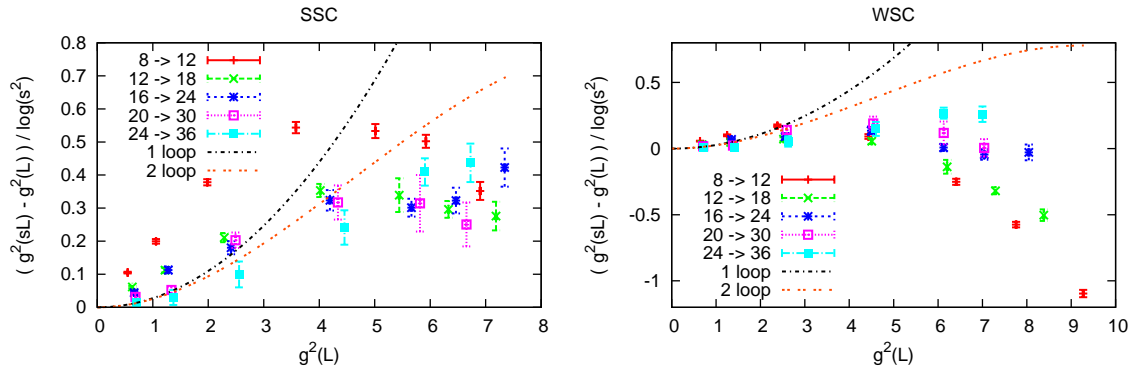 SSC
( g²(sL) - g²(L) ) / log(s²)
0.8
0.7
0.6
0.5
0.4
0.3
0.2
0.1
0
8 -> 12
12 -> 18
16 -> 24
20 -> 30
24 -> 36
1 loop
2 loop
0 1 2 3 4 5 6 7 8
g²(L)
WSC
( g²(sL) - g²(L) ) / log(s²)
0.5
0
-0.5
-1
8 -> 12
12 -> 18
16 -> 24
20 -> 30
24 -> 36
1 loop
2 loop
0 1 2 3 4 5 6 7 8 9 10
g²(L)